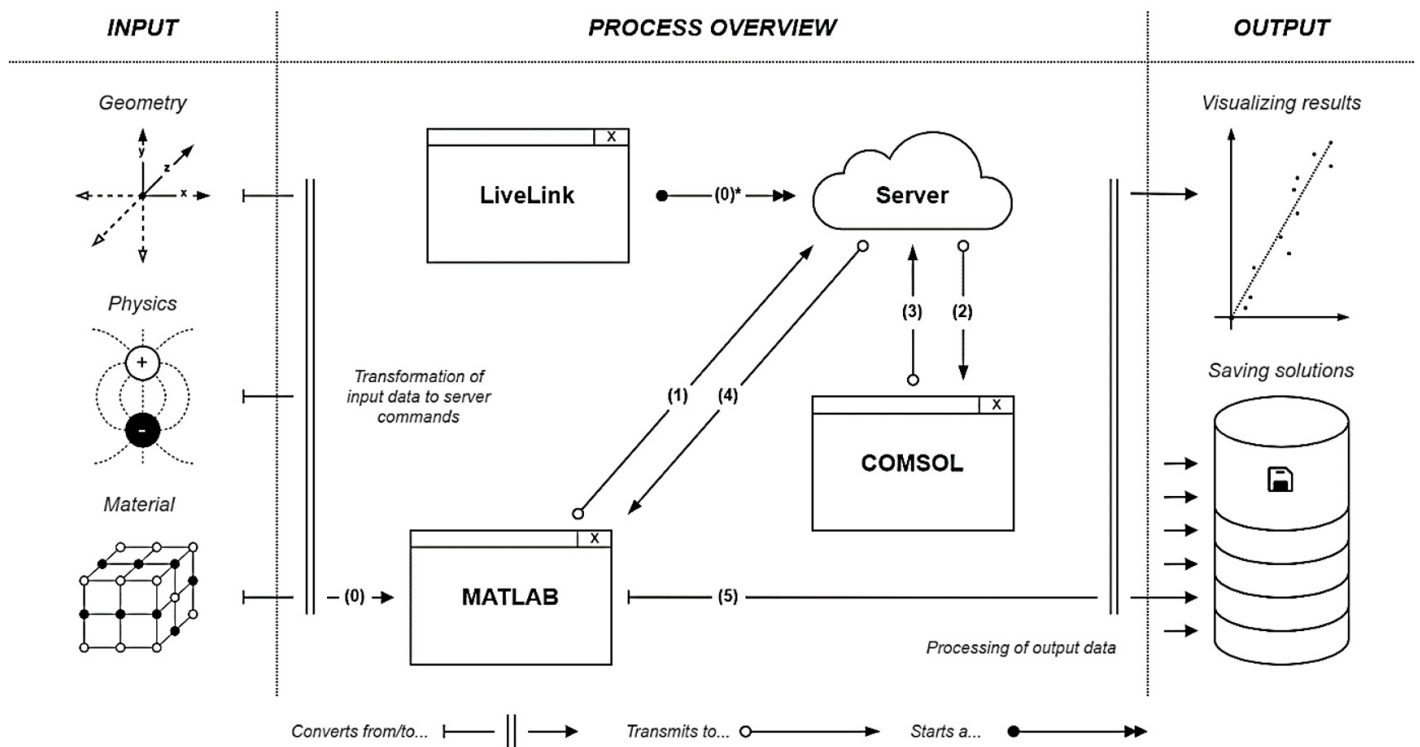 INPUT
PROCESS OVERVIEW
OUTPUT
Geometry
y
z
x
Physics
+
-
Material
X
LiveLink
(0)*
Server
Transformation of
input data to server
commands
(1)
(4)
(3)
(2)
X
COMSOL
X
MATLAB
(0)
(5)
Processing of output data
Visualizing results
Saving solutions
Converts from/to...
Transmits to...
Starts a...